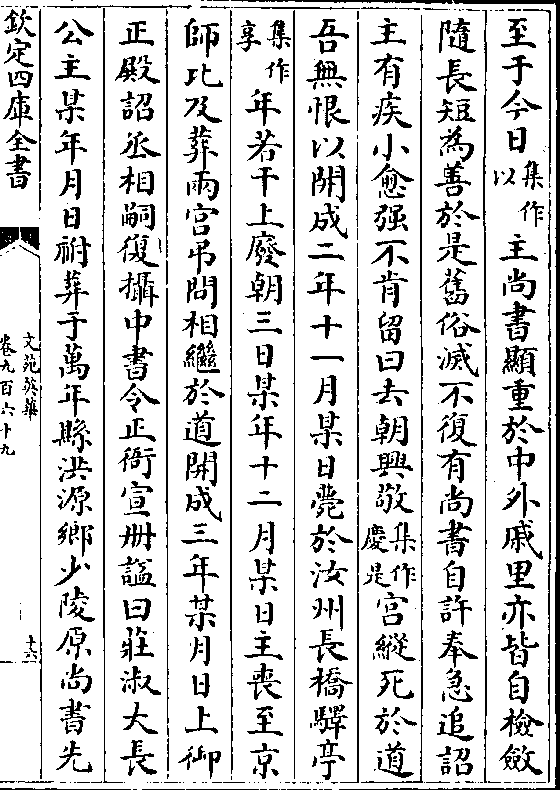 至于今日集作以主尚書顯重於中外戚里亦皆自檢斂
隨長短為善於是舊俗滅不復有尚書自許奉急追詔
主有疾小愈强不肯留曰去朝興敬集作慶是宫縱死於道
吾無恨以開成二年十一月某日薨於汝州長橋驛亭
集作享年若干上廢朝三日某年十二月某日主喪至京
師比及葬兩宫弔問相繼於道開成三年某月日上御
正殿詔丞相嗣復攝中書令正衙宣册諡曰莊淑大長
公主某年月日祔葬于萬年縣洪源鄉少陵原尚書先
欽定四庫全書
文苑英華
卷九百六十九
十六